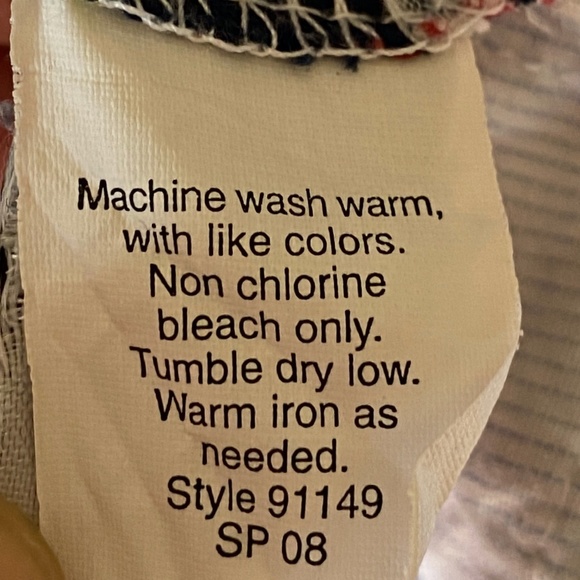 Machine wash warm,
with like colors.
Non chlorine
bleach only.
Tumble dry low.
Warm iron as
needed.
Style 91149
SP 08